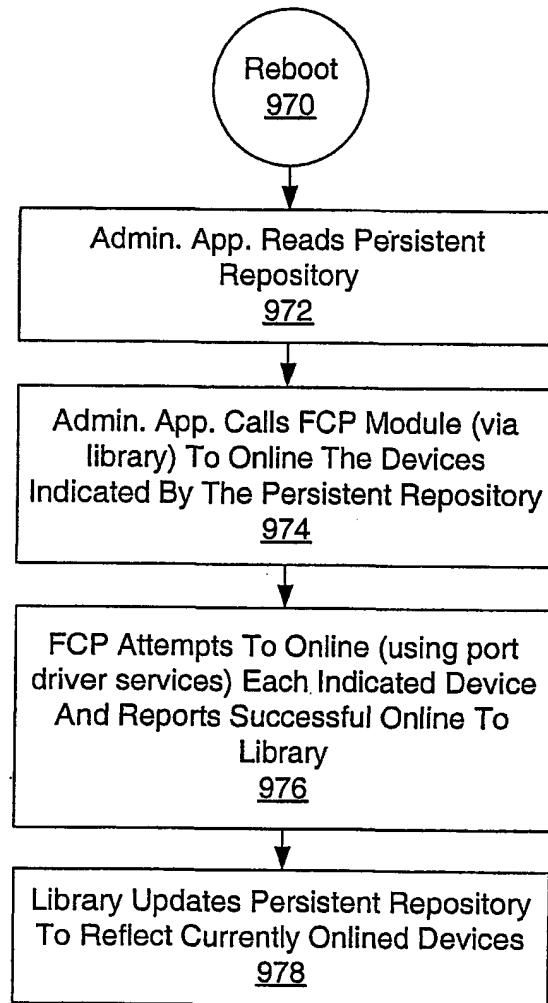 Reboot
970
Admin. App. Reads Persistent
Repository
972
Admin. App. Calls FCP Module (via
library) To Online The Devices
Indicated By The Persistent Repository
974
FCP Attempts To Online (using port
driver services) Each Indicated Device
And Reports Successful Online To
Library
976
Library Updates Persistent Repository
To Reflect Currently Onlined Devices
978